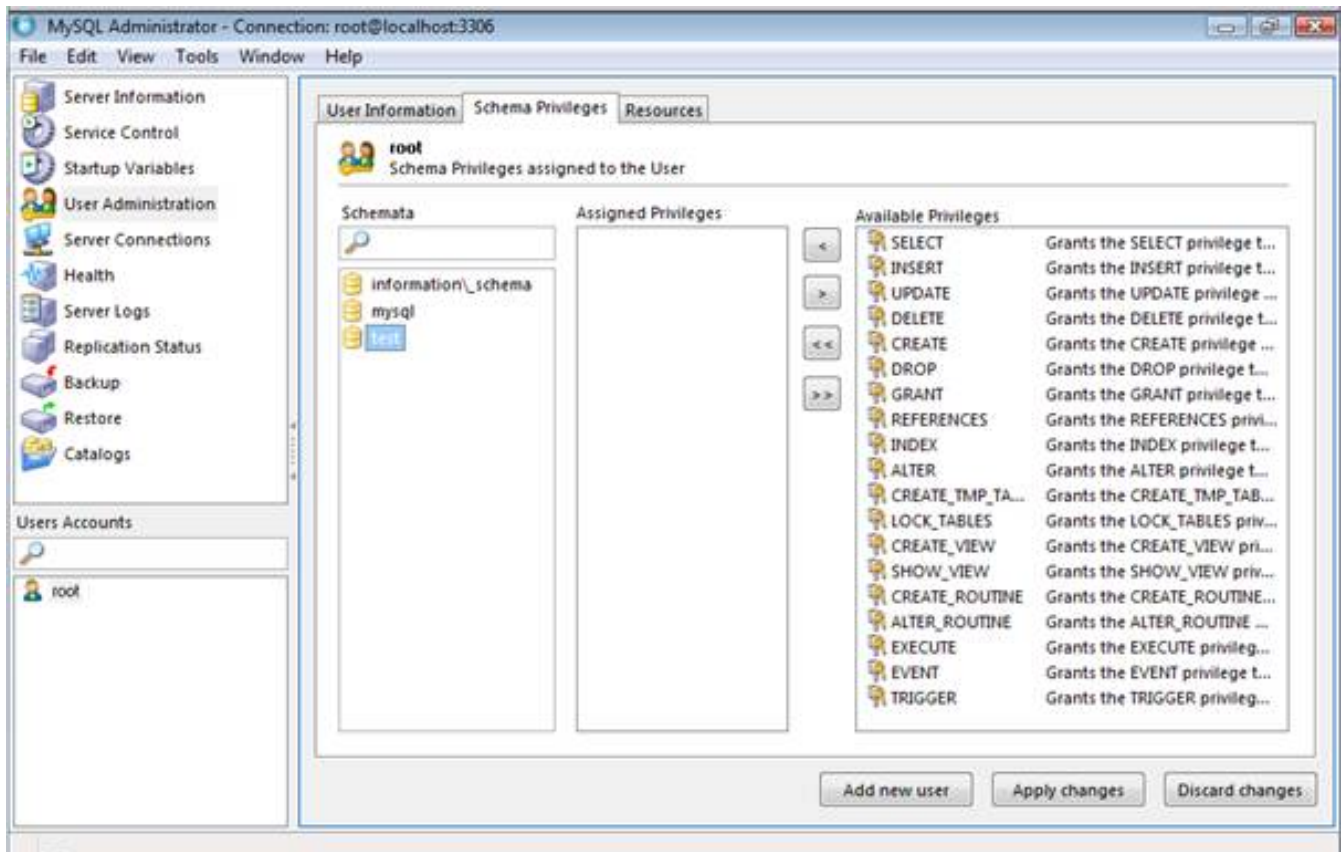 MySQL Administrator - Connection: root@localhost:3306
File Edit View Tools Window Help
Server Information
Service Control
Startup Variables
User Administration
Server Connections
Health
Server Logs
Replication Status
Backup
Restore
Catalogs
Users Accounts
root
User Information Schema Privileges Resources
root
Schema Privileges assigned to the User
Schemata
information\_schema
mysql
test
Assigned Privileges
<
>
<<
>>
Available Privileges
SELECT Grants the SELECT privilege t...
INSERT Grants the INSERT privilege t...
UPDATE Grants the UPDATE privilege ...
DELETE Grants the DELETE privilege t...
CREATE Grants the CREATE privilege ...
DROP Grants the DROP privilege t...
GRANT Grants the GRANT privilege t...
REFERENCES Grants the REFERENCES privi...
INDEX Grants the INDEX privilege t...
ALTER Grants the ALTER privilege t...
CREATE_TMP_TA... Grants the CREATE_TMP_TAB...
LOCK_TABLES Grants the LOCK_TABLES priv...
CREATE_VIEW Grants the CREATE_VIEW pri...
SHOW_VIEW Grants the SHOW_VIEW priv...
CREATE_ROUTINE Grants the CREATE_ROUTINE...
ALTER_ROUTINE Grants the ALTER_ROUTINE ...
EXECUTE Grants the EXECUTE privileg...
EVENT Grants the EVENT privilege t...
TRIGGER Grants the TRIGGER privileg...
Add new user Apply changes Discard changes